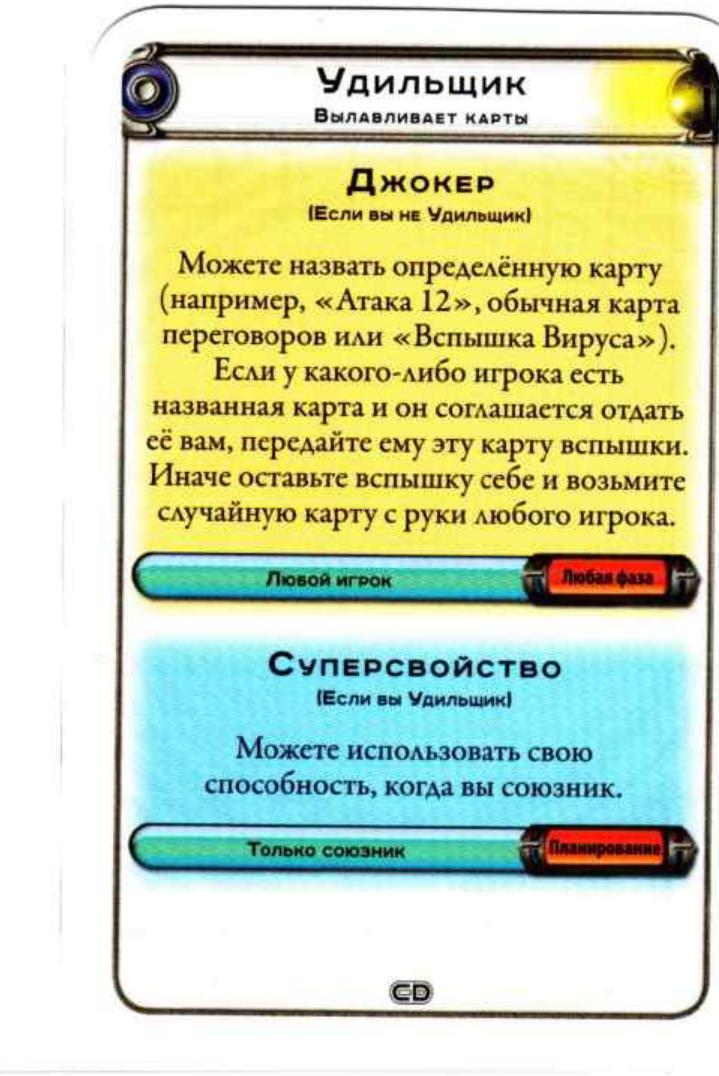 Удильщик
Вылавливает карты
Джокер
(Если вы не Удильщик)
Можете назвать определённую карту
(например, «Атака 12», обычная карта
переговоров или «Вспышка Вируса»).
Если у какого-либо игрока есть
названная карта и он соглашается отдать
её вам, передайте ему эту карту вспышки.
Иначе оставьте вспышку себе и возьмите
случайную карту с руки любого игрока.
Любой игрок
Любая фаза
Суперсвойство
(Если вы Удильщик)
Можете использовать свою
способность, когда вы союзник.
Только союзник
Планирование
CD